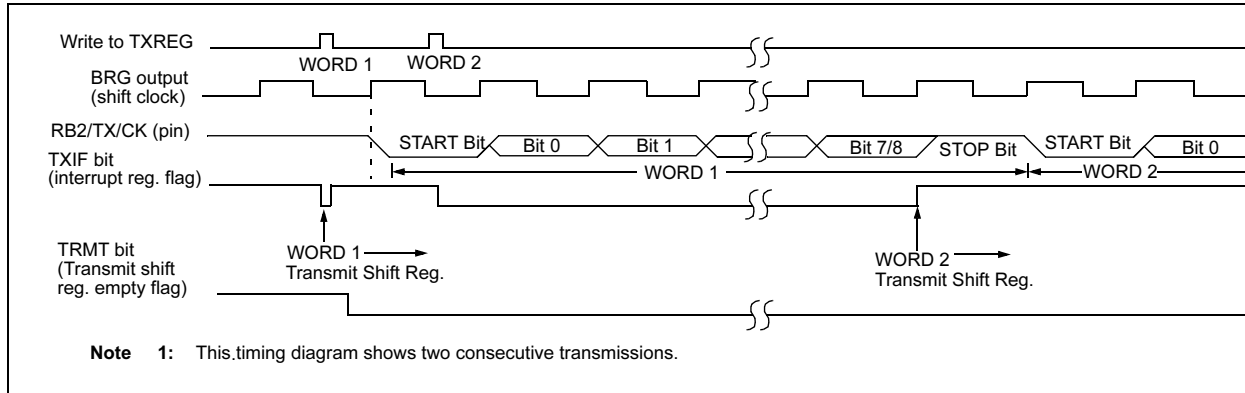 Write to TXREG
WORD 1
WORD 2
BRG output
(shift clock)
RB2/TX/CK (pin)
START Bit
Bit 0
Bit 1
Bit 7/8
STOP Bit
START Bit
Bit 0
TXIF bit
(interrupt reg. flag)
WORD 1
WORD 2
TRMT bit
(Transmit shift
reg. empty flag)
WORD 1
Transmit Shift Reg.
WORD 2
Transmit Shift Reg.
Note 1: This.timing diagram shows two consecutive transmissions.